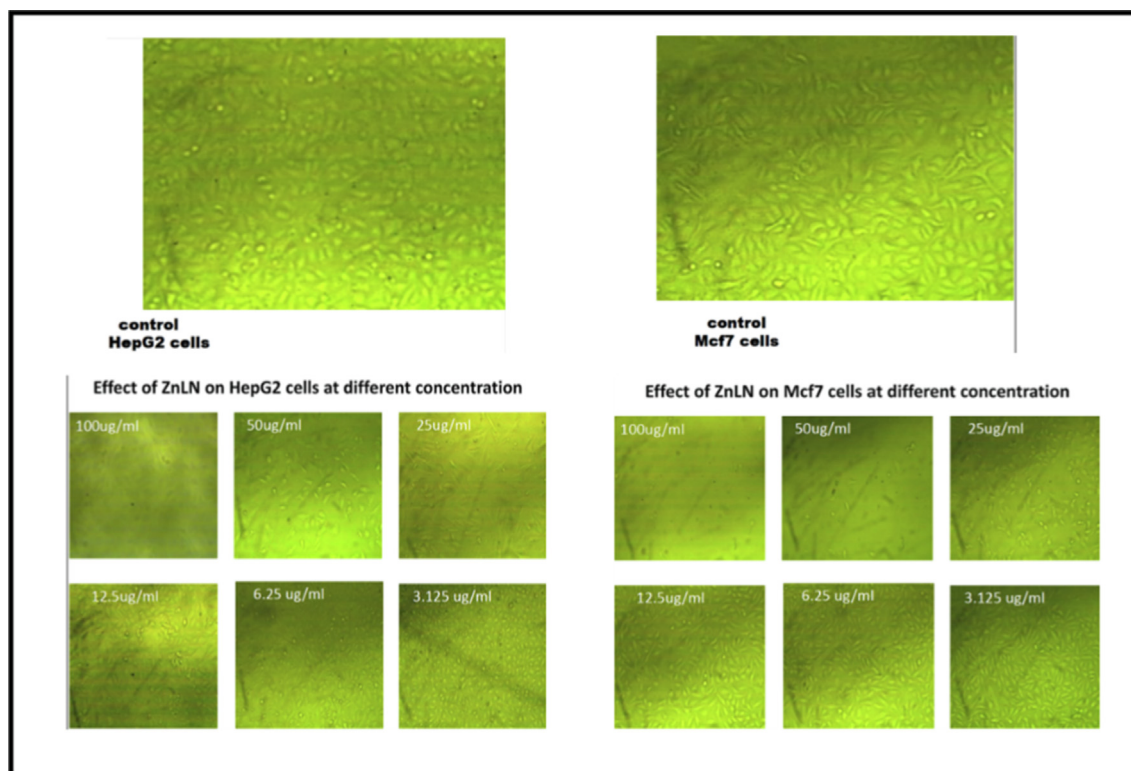 control
HepG2 cells
control
Mcf7 cells
Effect of ZnLN on HepG2 cells at different concentration
100ug/ml
50ug/ml
25ug/ml
12.5ug/ml
6.25 ug/ml
3.125 ug/ml
Effect of ZnLN on Mcf7 cells at different concentration
100ug/ml
50ug/ml
25ug/ml
12.5ug/ml
6.25 ug/ml
3.125 ug/ml